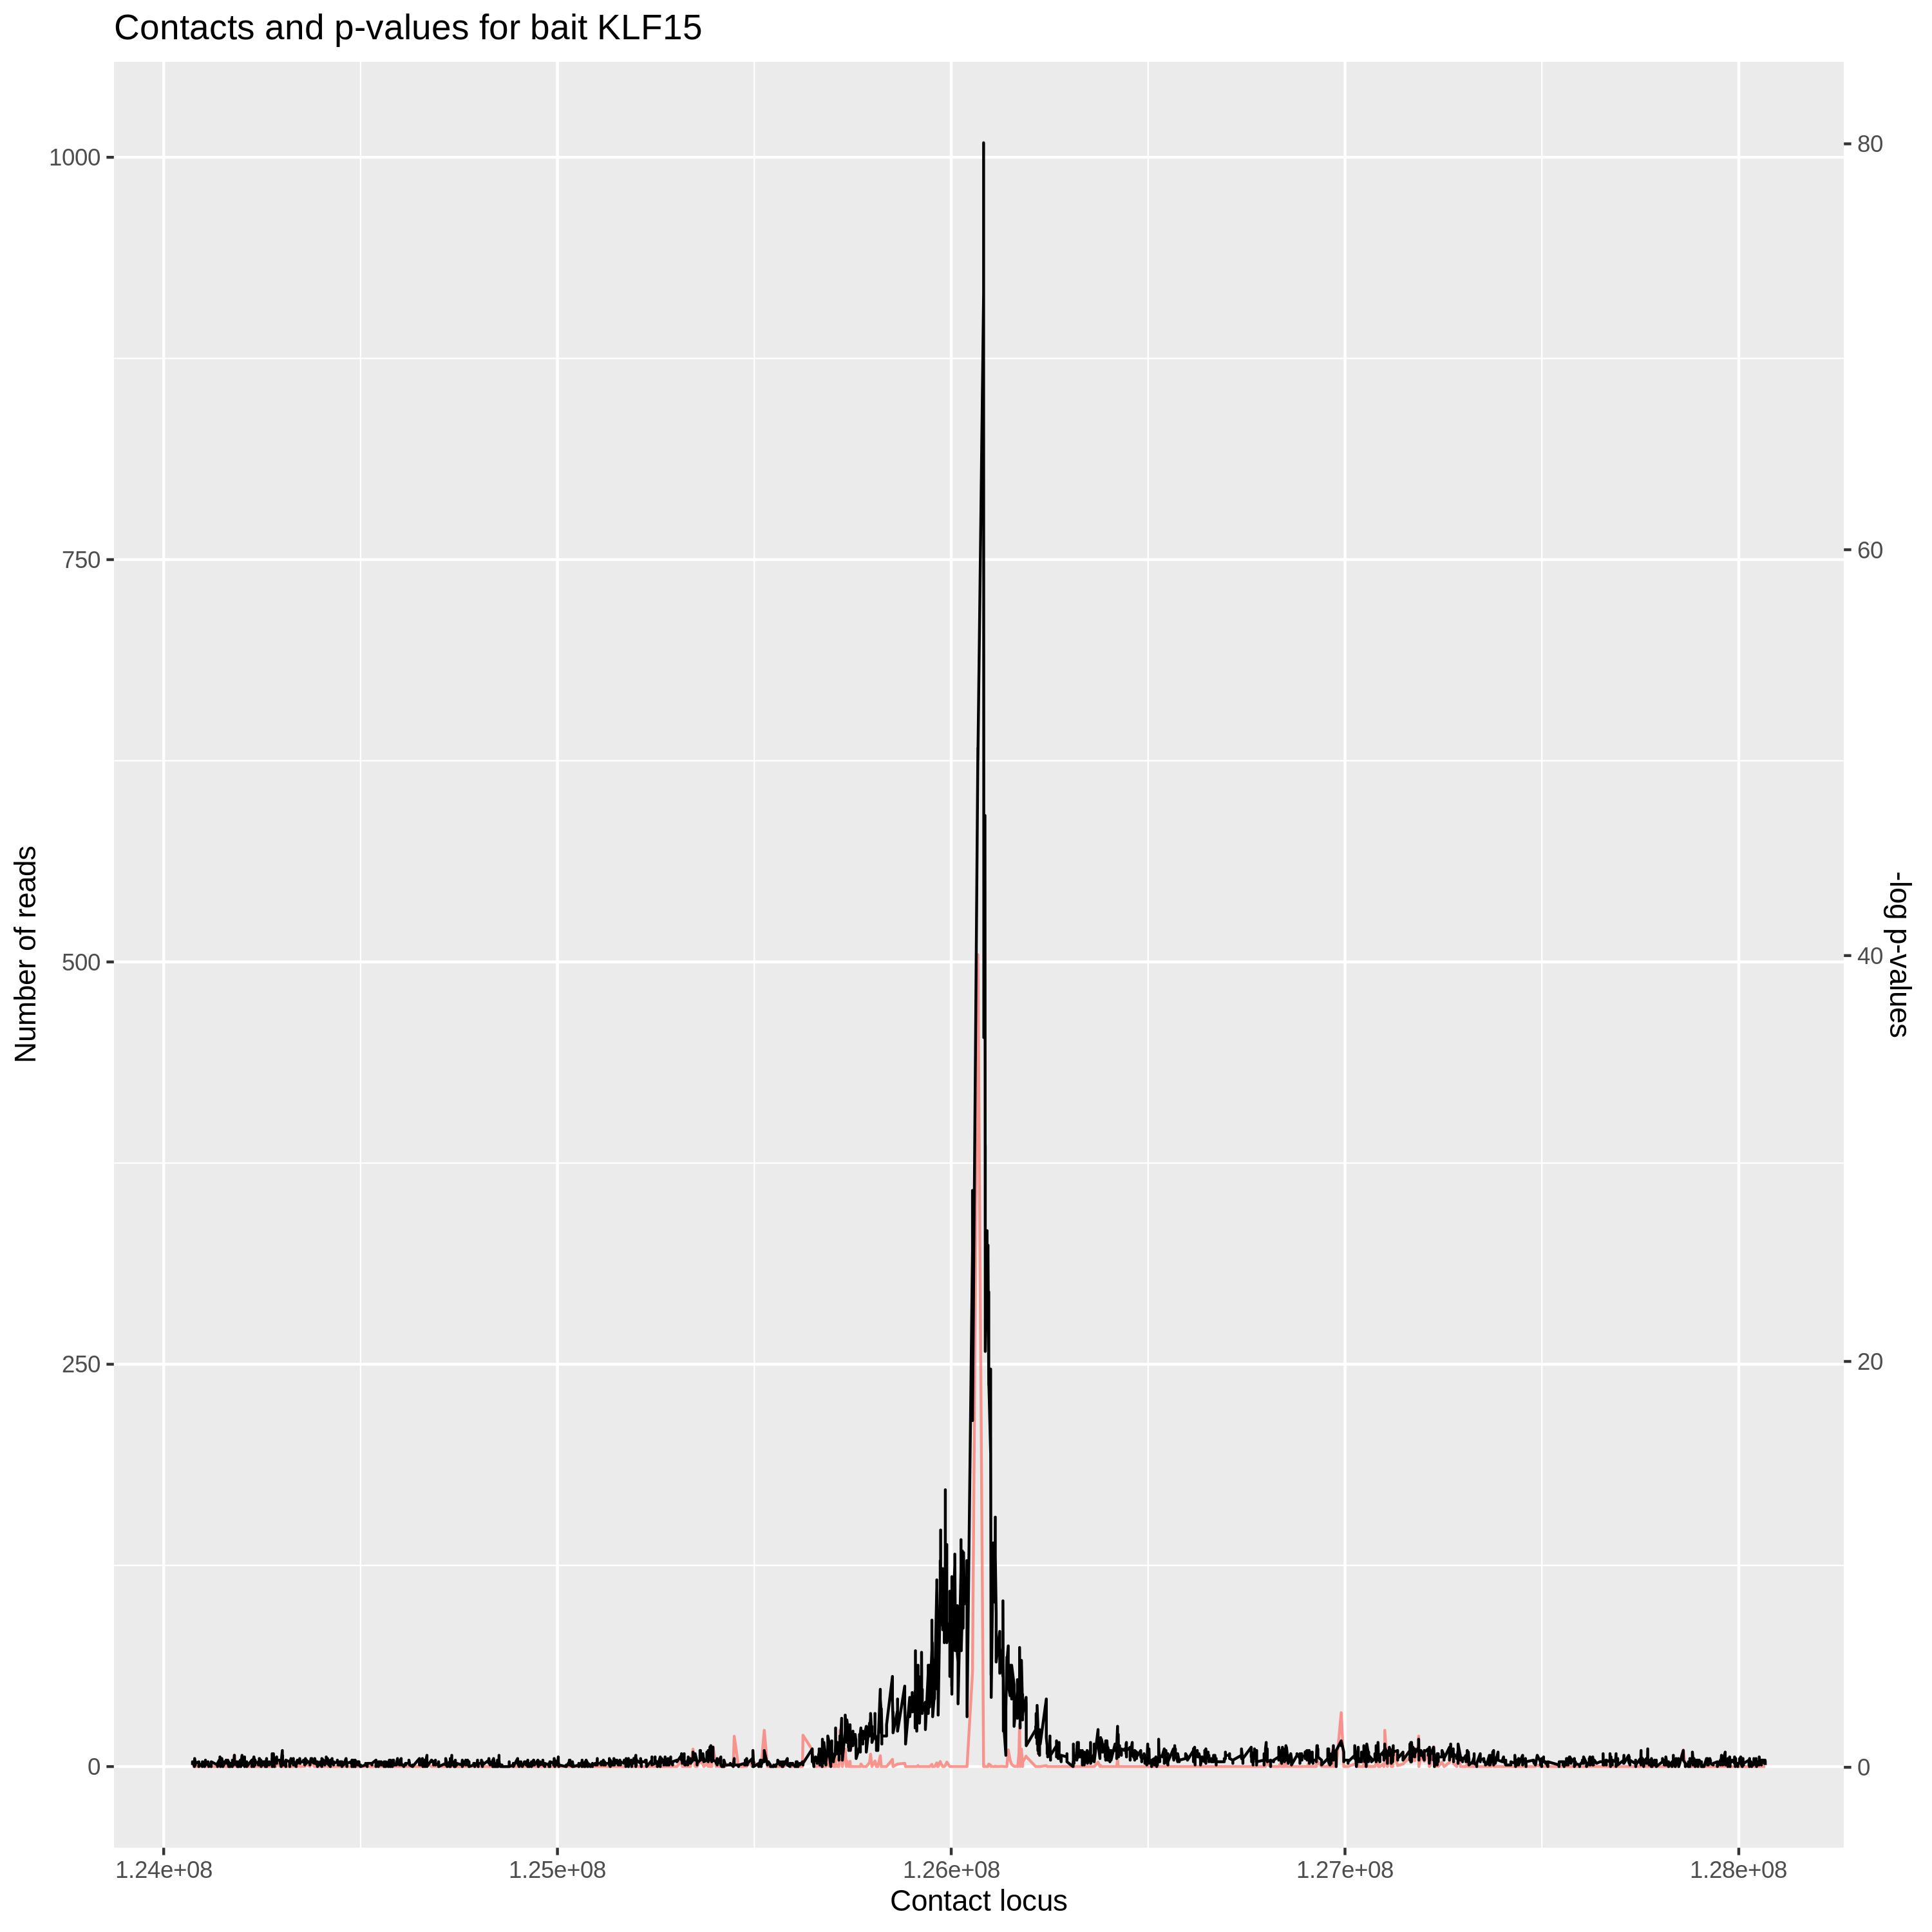 Contacts and p-values for bait KLF15
1000
750
500
250
0
Number of reads
80
60
40
20
0
-log p-values
1.24e+08
1.25e+08
1.26e+08
1.27e+08
1.28e+08
Contact locus